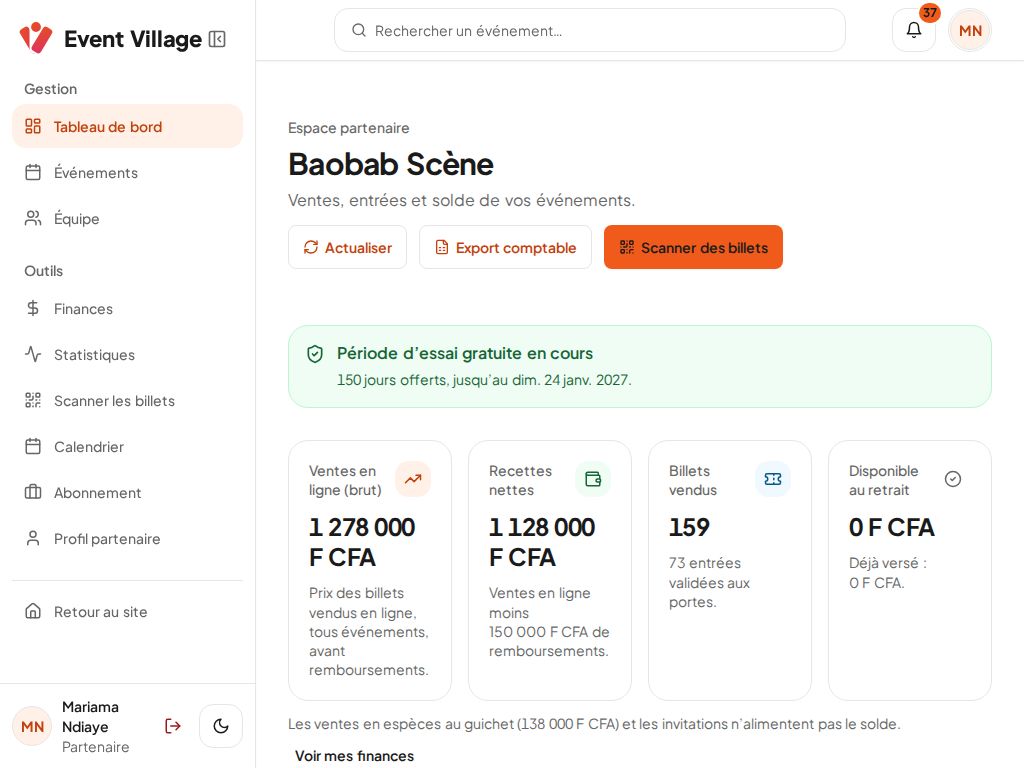 Event Village
Gestion
Tableau de bord
Événements
Équipe
Outils
Finances
Statistiques
Scanner les billets
Calendrier
Abonnement
Profil partenaire
Retour au site
MN
Mariama
Ndiaye
Partenaire
Rechercher un événement…
37
MN
Espace partenaire
Baobab Scène
Ventes, entrées et solde de vos événements.
Actualiser
Export comptable
Scanner des billets
Période d’essai gratuite en cours
150 jours offerts, jusqu’au dim. 24 janv. 2027.
Ventes en
ligne (brut)
1 278 000
F CFA
Prix des billets
vendus en ligne,
tous événements,
avant
remboursements.
Recettes
nettes
1 128 000
F CFA
Ventes en ligne
moins
150 000 F CFA de
remboursements.
Billets
vendus
159
73 entrées
validées aux
portes.
Disponible
au retrait
0 F CFA
Déjà versé :
0 F CFA.
Les ventes en espèces au guichet (138 000 F CFA) et les invitations n’alimentent pas le solde.
Voir mes finances